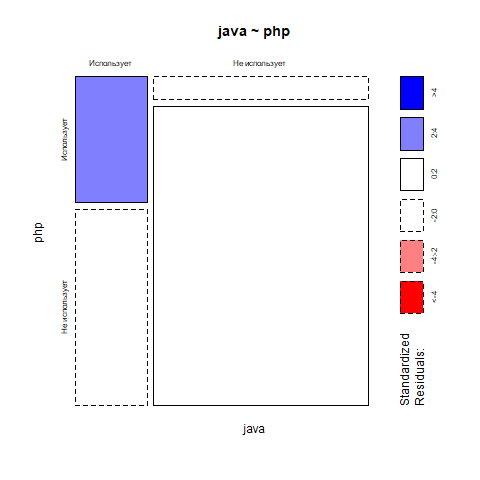 java ~ php
Использует
Не использует
Использует
Не использует
php
java
>4
2:4
0:2
-2:0
-4:-2
<-4
Standardized
Residuals: